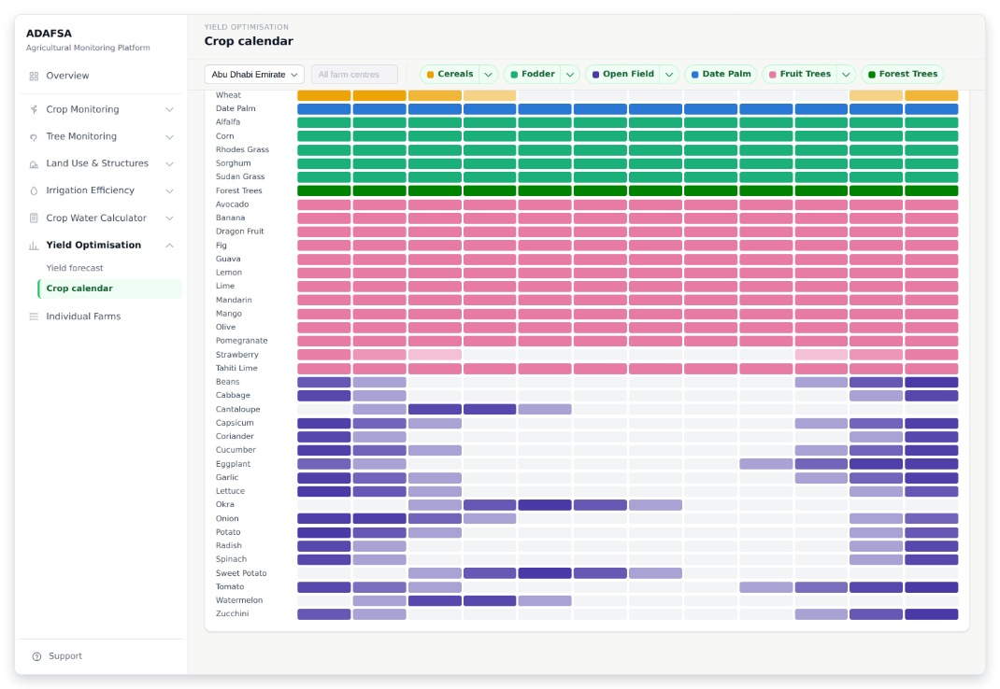 ADAFSA
Agricultural Monitoring Platform
Overview
Crop Monitoring
Tree Monitoring
Land Use & Structures
Irrigation Efficiency
Crop Water Calculator
Yield Optimisation
Yield forecast
Crop calendar
Individual Farms
Support
YIELD OPTIMISATION
Crop calendar
Abu Dhabi Emirate
All farm centres
Cereals
Fodder
Open Field
Date Palm
Fruit Trees
Forest Trees
Wheat
Date Palm
Alfalfa
Corn
Rhodes Grass
Sorghum
Sudan Grass
Forest Trees
Avocado
Banana
Dragon Fruit
Fig
Guava
Lemon
Lime
Mandarin
Mango
Olive
Pomegranate
Strawberry
Tahiti Lime
Beans
Cabbage
Cantaloupe
Capsicum
Coriander
Cucumber
Eggplant
Garlic
Lettuce
Okra
Onion
Potato
Radish
Spinach
Sweet Potato
Tomato
Watermelon
Zucchini